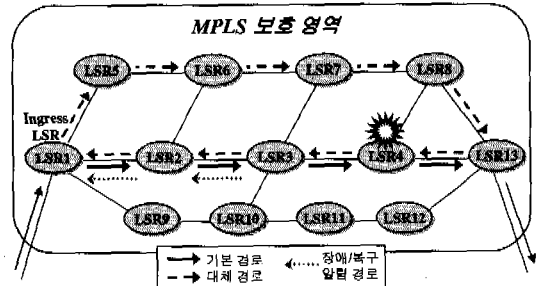 MPLS 보호 영역
LSR5 LSR6 LSR7 LSR8
Ingress
LSR
LSR1 LSR2 LSR3 LSR4 LSR13
LSR9 LSR10 LSR11 LSR12
기본 경로
대체 경로
장애/복구
알림 경로